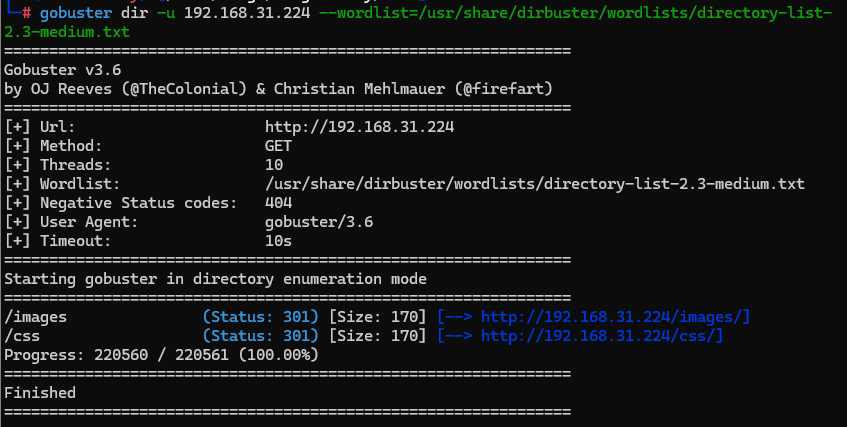 └─# gobuster dir -u 192.168.31.224 --wordlist=/usr/share/dirbuster/wordlists/directory-list-
2.3-medium.txt
===============================================================
Gobuster v3.6
by OJ Reeves (@TheColonial) & Christian Mehlmauer (@firefart)
===============================================================
[+] Url:                     http://192.168.31.224
[+] Method:                  GET
[+] Threads:                 10
[+] Wordlist:                /usr/share/dirbuster/wordlists/directory-list-2.3-medium.txt
[+] Negative Status codes:   404
[+] User Agent:              gobuster/3.6
[+] Timeout:                 10s
===============================================================
Starting gobuster in directory enumeration mode
===============================================================
/images               (Status: 301) [Size: 170] [--> http://192.168.31.224/images/]
/css                  (Status: 301) [Size: 170] [--> http://192.168.31.224/css/]
Progress: 220560 / 220561 (100.00%)
===============================================================
Finished
===============================================================